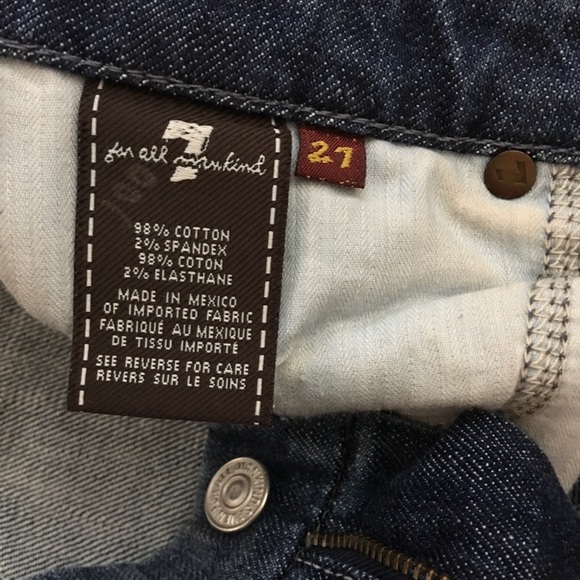 7
for all mankind
27
98% COTTON
2% SPANDEX
98% COTON
2% ELASTHANE
MADE IN MEXICO
OF IMPORTED FABRIC
FABRIQUÉ AU MEXIQUE
DE TISSU IMPORTÉ
SEE REVERSE FOR CARE
REVERS SUR LE SOINS